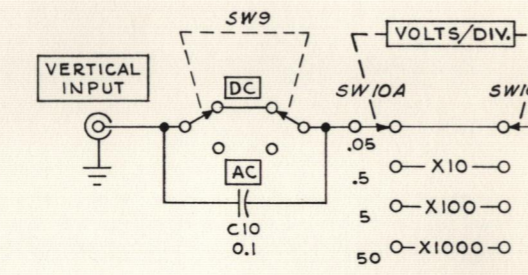 SW9
VOLTS/DIV.
VERTICAL
INPUT
DC
SW10A
.05
.5
X10
AC
5
X100
C10
0.1
50
X1000